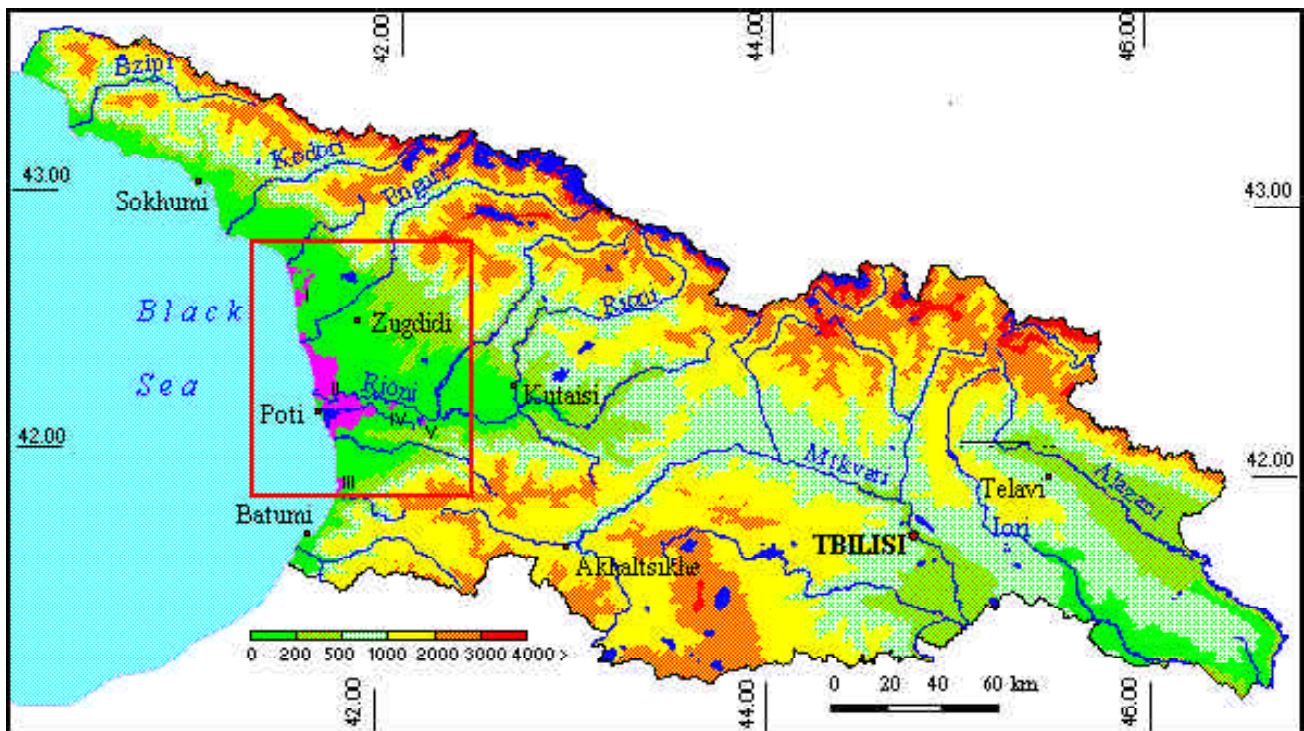 42.00
44.00
46.00
Bzipi
Kodori
Enguri
43.00
43.00
Sokhumi
Rioni
I
Black
Zugdidi
Sea
II
Rioni
Kutaisi
Poti
IV
V
42.00
42.00
Mtkvari
Alazani
Telavi
III
Batumi
Iori
TBILISI
Akhaltsikhe
0 200 500 1000 2000 3000 4000 >
0 20 40 60 km
42.00
44.00
46.00